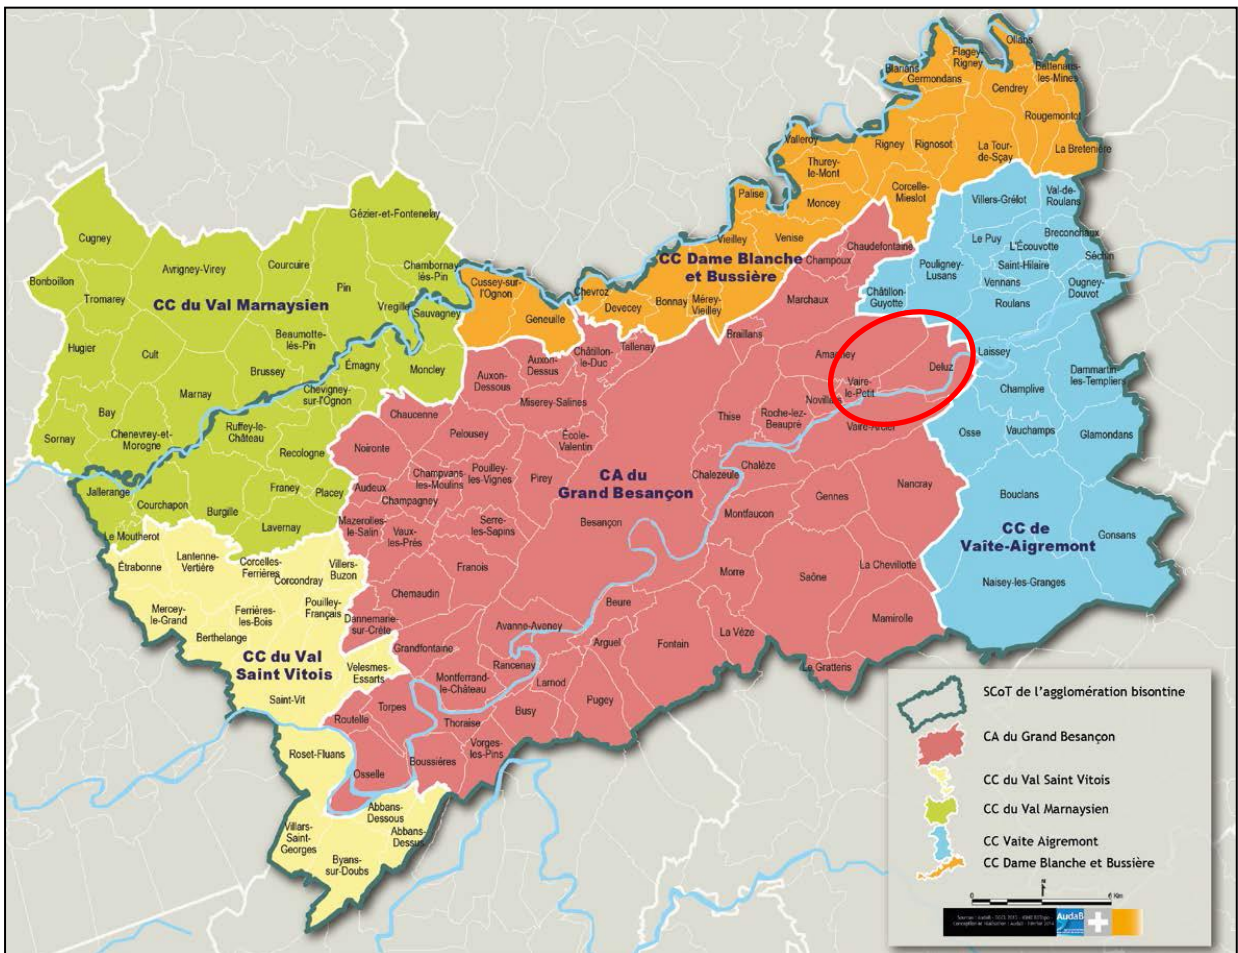 Ollans
Flagey-
Rigney
Blarians
Germondans
Battenans-
les-Mines
Cendrey
Rougemontot
Valleroy
Rigney
Rignosot
La Tour-
de-Sçay
La Bretenière
Thurey-
le-Mont
Corcelle-
Mieslot
Palise
Moncey
Villers-Grélot
Val-de-
Roulans
Gézier-et-Fontenelay
Cugney
Vieilley
Venise
Chaudefontaine
Le Puy
Breconchaux
L'Écouvotte
Séchin
CC Dame Blanche
et Bussière
Champoux
Pouligney-
Lusans
Saint-Hilaire
Bonboillon
Avrigney-Virey
Courcuire
Chambornay
-lès-Pin
Cussey-sur-
l'Ognon
Chevroz
Devecey
Bonnay
Mérey-
Vieilley
Marchaux
Châtillon-
Guyotte
Vennans
Roulans
Ougney-
Douvot
Tromarey
CC du Val Marnaysien
Pin
Vregille
Sauvagney
Geneuille
Hugier
Cult
Beaumotte-
lès-Pin
Émagny
Moncley
Auxon-
Dessus
Auxon-
Dessous
Châtillon-
le-Duc
Tallenay
Braillans
Amagney
Deluz
Laissey
Brussey
Marnay
Chevigney-
sur-l'Ognon
Miserey-Salines
Vaire-
le-Petit
Novillars
Champlive
Dammartin-
les-Templiers
Bay
Chenevrey-et-
Morogne
Ruffey-le-
Château
Chaucenne
Pelousey
École-
Valentin
Thise
Roche-lez-
Beaupré
Vaire-Arcier
Osse
Vauchamps
Glamondans
Sornay
Recologne
Noironte
Champvans-
les-Moulins
Pouilley-
les-Vignes
Pirey
CA du
Grand Besançon
Chalezeule
Chalèze
Nancray
Jallerange
Courchapon
Burgille
Franey
Placey
Audeux
Champagney
Gennes
Bouclans
Le Moutherot
Lavernay
Mazerolles-
le-Salin
Vaux-
les-Prés
Serre-
les-Sapins
Besançon
Montfaucon
CC de
Vaite-Aigremont
Gonsans
Étrabonne
Lantenne-
Vertière
Corcelles-
Ferrières
Corcondray
Villers-
Buzon
Franois
Morre
Saône
La Chevillotte
Naisey-les-Granges
Mercey-
le-Grand
Ferrières-
les-Bois
Pouilley-
Français
Chemaudin
Beure
Mamirolle
Berthelange
Dannemarie-
sur-Crète
Avanne-Aveney
Arguel
Fontain
La Vèze
CC du Val
Saint Vitois
Velesmes-
Essarts
Grandfontaine
Rancenay
Le Gratteris
Saint-Vit
Montferrand-
le-Château
Larnod
Pugey
Routelle
Torpes
Thoraise
Busy
Roset-Fluans
Osselle
Boussières
Vorges-
les-Pins
Abbans-
Dessous
Villars-
Saint-
Georges
Abbans-
Dessus
Byans-
sur-Doubs
SCoT de l'agglomération bisontine
CA du Grand Besançon
CC du Val Saint Vitois
CC du Val Marnaysien
CC Vaite Aigremont
CC Dame Blanche et Bussière
N
0
6 Km
AudaB